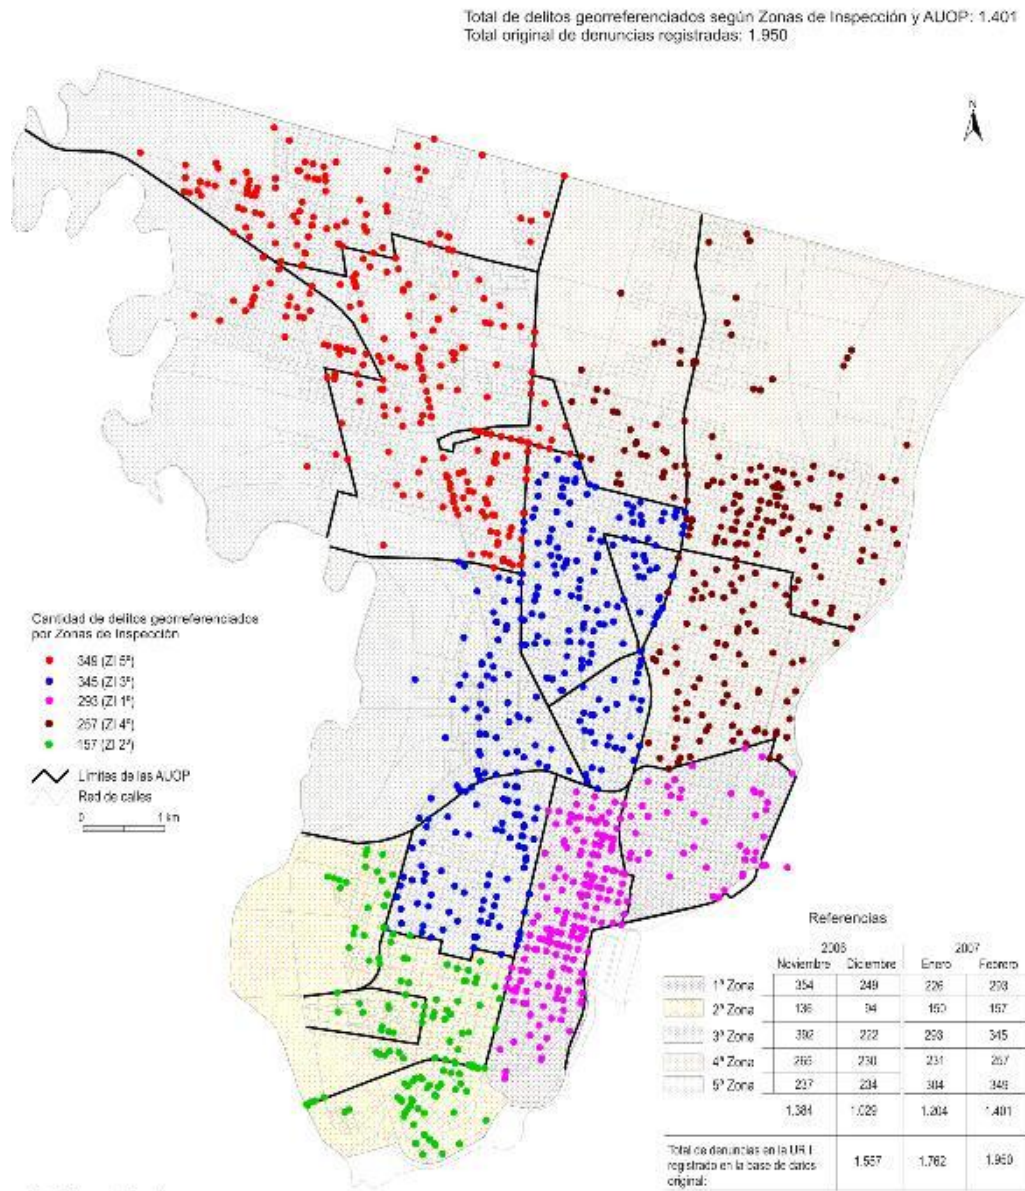 Total de delitos georreferenciados según Zonas de Inspección y AUOP: 1.401
Total original de denuncias registradas: 1.950
N
Cantidad de delitos georreferenciados
por Zonas de Inspección
349 (ZI 5ª)
345 (ZI 3ª)
293 (ZI 1ª)
257 (ZI 4ª)
157 (ZI 2ª)
Límites de las AUOP
Red de calles
0 1 km
Referencias
2006 2007
Noviembre Diciembre Enero Febrero
1ª Zona 354 249 226 293
2ª Zona 136 94 150 157
3ª Zona 392 222 293 345
4ª Zona 265 230 231 257
5ª Zona 237 234 304 349
1.384 1.029 1.204 1.401
Total de denuncias en la UR I
registrado en la base de datos
original:
1.557 1.762 1.950